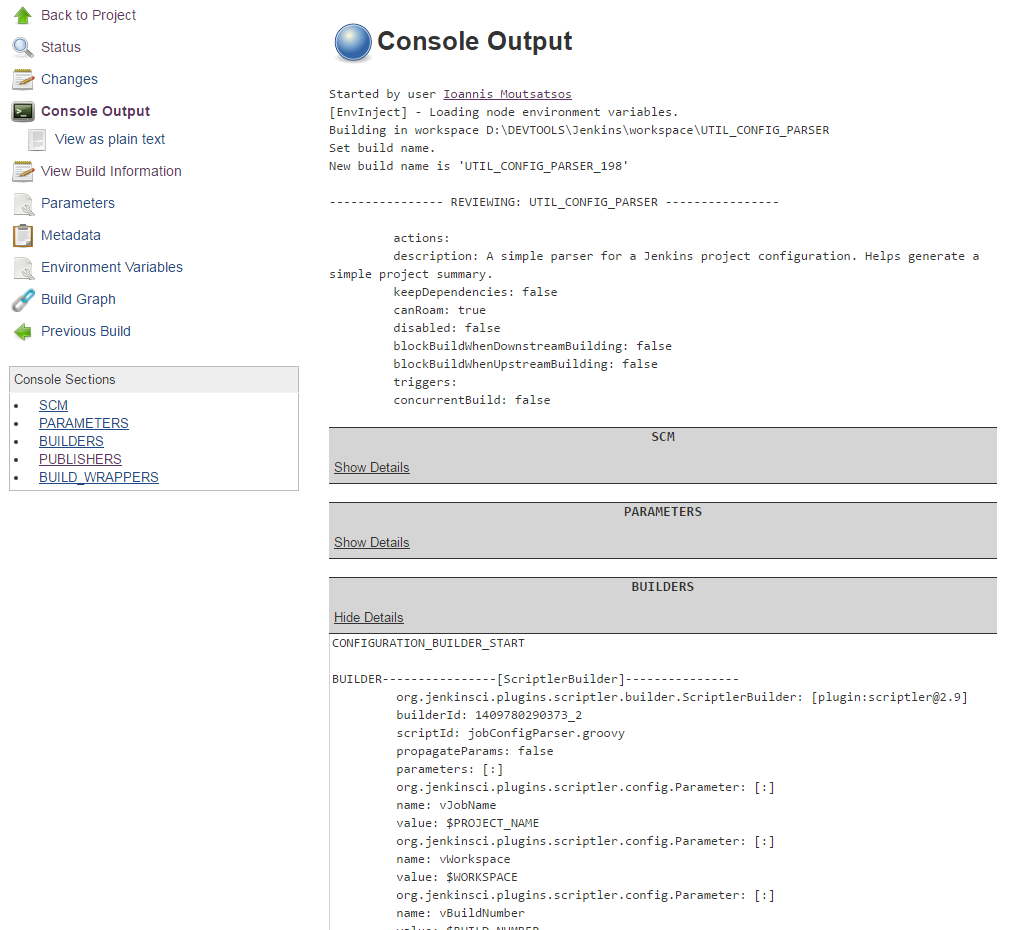 Back to Project
Status
Changes
Console Output
View as plain text
View Build Information
Parameters
Metadata
Environment Variables
Build Graph
Previous Build
Console Sections
• SCM
• PARAMETERS
• BUILDERS
• PUBLISHERS
• BUILD_WRAPPERS
Console Output
Started by user Ioannis Moutsatsos
[EnvInject] - Loading node environment variables.
Building in workspace D:\DEVTOOLS\Jenkins\workspace\UTIL_CONFIG_PARSER
Set build name.
New build name is 'UTIL_CONFIG_PARSER_198'
---------------- REVIEWING: UTIL_CONFIG_PARSER ----------------
actions:
description: A simple parser for a Jenkins project configuration. Helps generate a
simple project summary.
keepDependencies: false
canRoam: true
disabled: false
blockBuildWhenDownstreamBuilding: false
blockBuildWhenUpstreamBuilding: false
triggers:
concurrentBuild: false
SCM
Show Details
PARAMETERS
Show Details
BUILDERS
Hide Details
CONFIGURATION_BUILDER_START
BUILDER----------------[ScriptlerBuilder]----------------
org.jenkinsci.plugins.scriptler.builder.ScriptlerBuilder: [plugin:scriptler@2.9]
builderId: 1409780290373_2
scriptId: jobConfigParser.groovy
propagateParams: false
parameters: [:]
org.jenkinsci.plugins.scriptler.config.Parameter: [:]
name: vJobName
value: $PROJECT_NAME
org.jenkinsci.plugins.scriptler.config.Parameter: [:]
name: vWorkspace
value: $WORKSPACE
org.jenkinsci.plugins.scriptler.config.Parameter: [:]
name: vBuildNumber
value: $BUILD_NUMBER